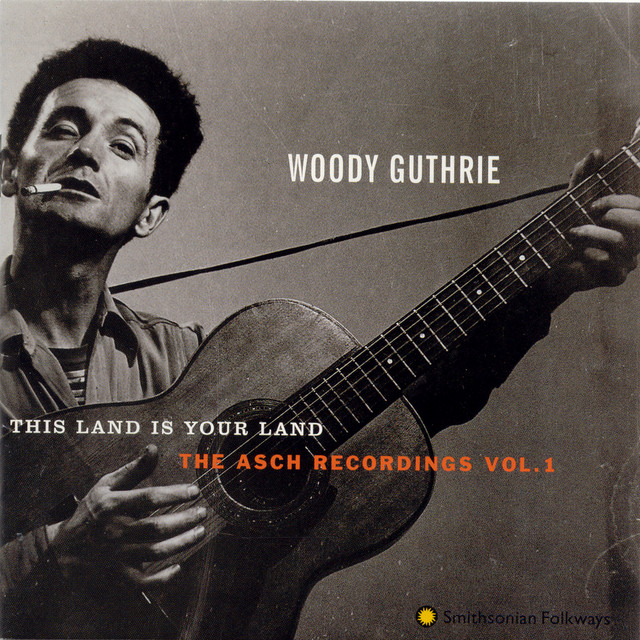 WOODY GUTHRIE
THIS LAND IS YOUR LAND
THE ASCH RECORDINGS VOL.1
Smithsonian Folkways